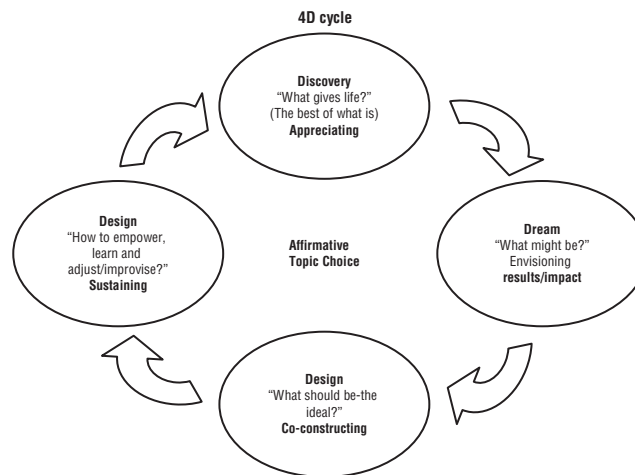 4D cycle
Discovery
“What gives life?”
(The best of what is)
Appreciating
Dream
“What might be?”
Envisioning
results/impact
Design
“What should be-the
ideal?”
Co-constructing
Design
“How to empower,
learn and
adjust/improvise?”
Sustaining
Affirmative
Topic Choice